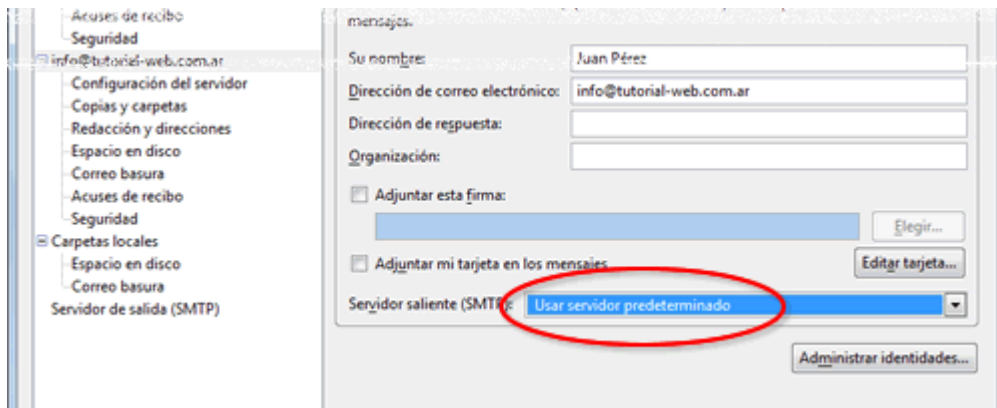 Acuses de recibo
Seguridad
info@tutorial-web.com.ar
Configuración del servidor
Copias y carpetas
Redacción y direcciones
Espacio en disco
Correo basura
Acuses de recibo
Seguridad
Carpetas locales
Espacio en disco
Correo basura
Servidor de salida (SMTP)
mensajes.
Su nombre: Juan Pérez
Dirección de correo electrónico: info@tutorial-web.com.ar
Dirección de respuesta:
Organización:
Adjuntar esta firma:
Elegir...
Adjuntar mi tarjeta en los mensajes Editar tarjeta...
Servidor saliente (SMTP): Usar servidor predeterminado
Administrar identidades...